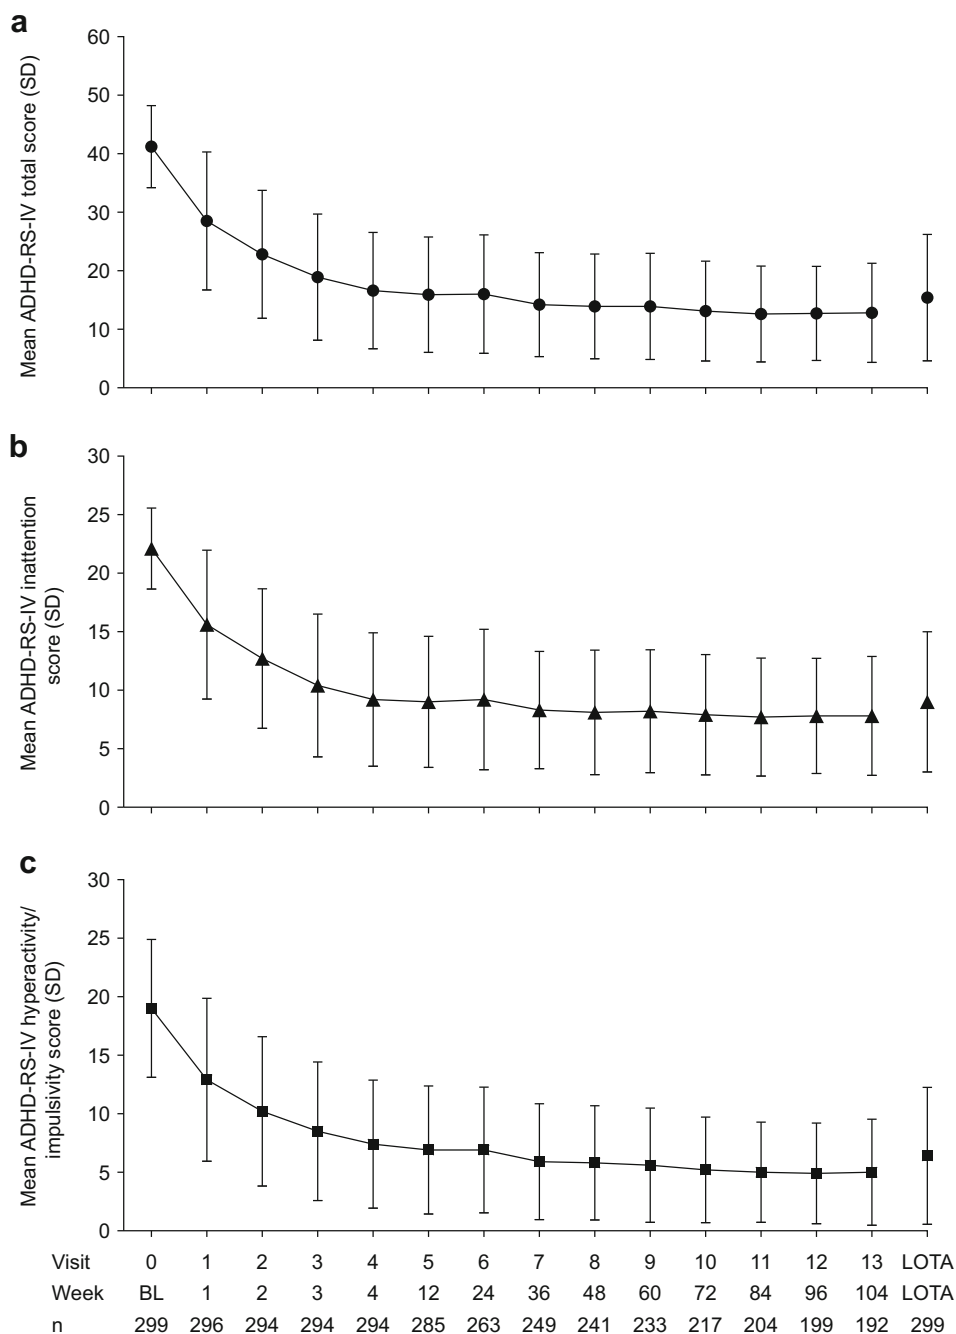 a
Mean ADHD-RS-IV total score (SD)
60
50
40
30
20
10
0
b
Mean ADHD-RS-IV inattention
score (SD)
30
25
20
15
10
5
0
c
Mean ADHD-RS-IV hyperactivity/
impulsivity score (SD)
30
25
20
15
10
5
0
Visit 0 1 2 3 4 5 6 7 8 9 10 11 12 13 LOTA
Week BL 1 2 3 4 12 24 36 48 60 72 84 96 104 LOTA
n 299 296 294 294 294 285 263 249 241 233 217 204 199 192 299